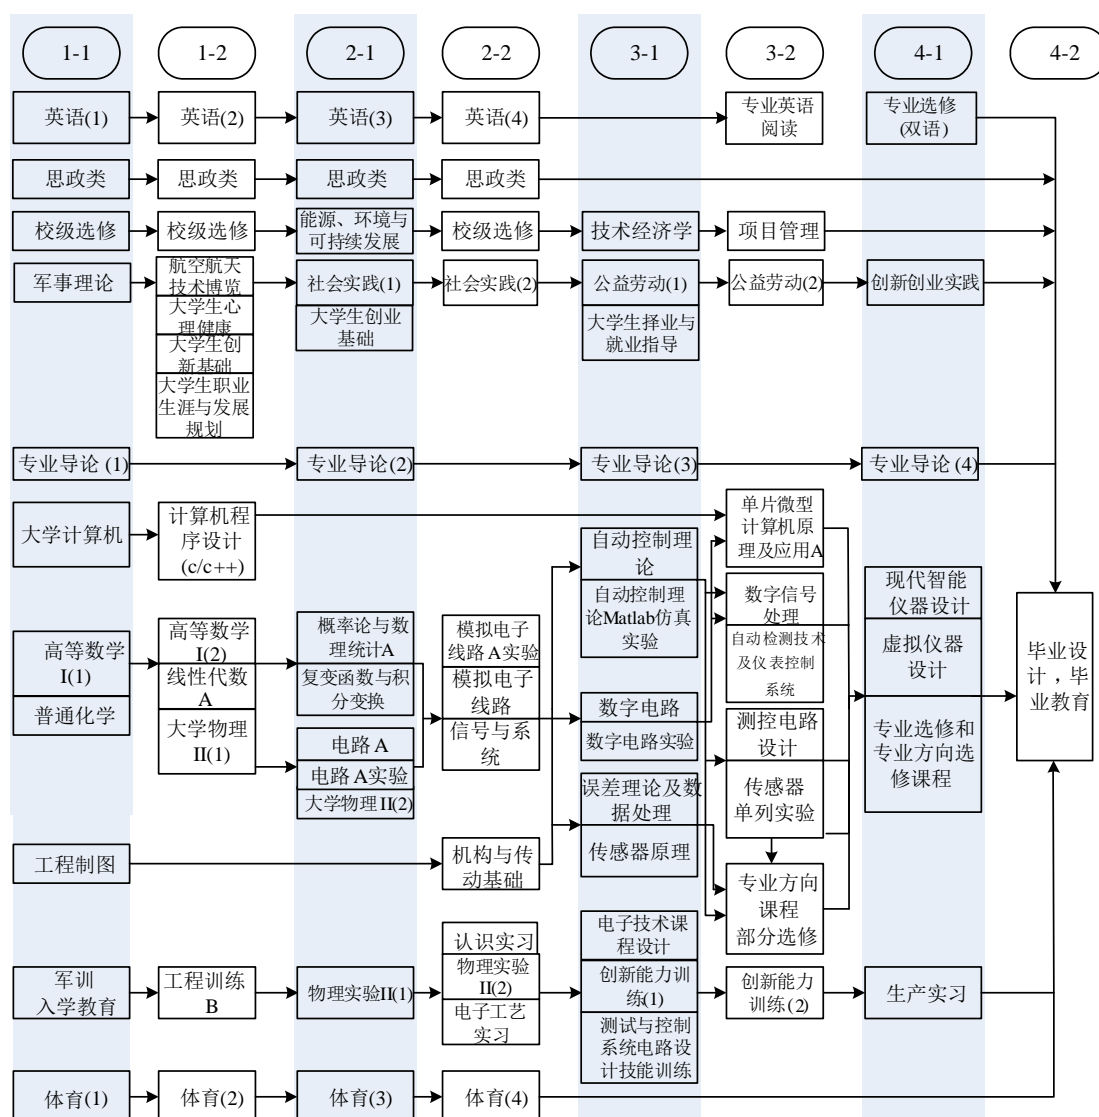 1-1
1-2
2-1
2-2
3-1
3-2
4-1
4-2
英语(1)
英语(2)
英语(3)
英语(4)
专业英语
阅读
专业选修
(双语)
思政类
思政类
思政类
思政类
校级选修
校级选修
能源、环境与
可持续发展
校级选修
技术经济学
项目管理
军事理论
航空航天
技术博览
大学生心
理健康
大学生创
新基础
大学生职业
生涯与发展
规划
社会实践(1)
大学生创业
基础
社会实践(2)
公益劳动(1)
大学生择业与
就业指导
公益劳动(2)
创新创业实践
专业导论(1)
专业导论(2)
专业导论(3)
专业导论(4)
大学计算机
计算机程
序设计
(c/c++)
自动控制理
论
自动控制理
论Matlab仿真
实验
单片微型
计算机原
理及应用A
数字信号
处理
自动检测技术
及仪表控制
系统
现代智能
仪器设计
虚拟仪器
设计
专业选修和
专业方向选
修课程
毕业设
计，毕
业教育
高等数学
I(1)
普通化学
高等数学
I(2)
线性代数
A
大学物理
II(1)
概率论与数
理统计A
复变函数与积
分变换
电路 A
电路 A实验
大学物理 II(2)
模拟电子
线路A实验
模拟电子
线路
信号与系
统
数字电路
数字电路实验
误差理论及数
据处理
传感器原理
测控电路
设计
传感器
单列实验
工程制图
机构与传
动基础
专业方向
课程
部分选修
军训
入学教育
工程训练
B
物理实验II(1)
认识实习
物理实验
II(2)
电子工艺
实习
电子技术课
程设计
创新能力训
练(1)
测试与控制
系统电路设
计技能训练
创新能力
训练(2)
生产实习
体育(1)
体育(2)
体育(3)
体育(4)